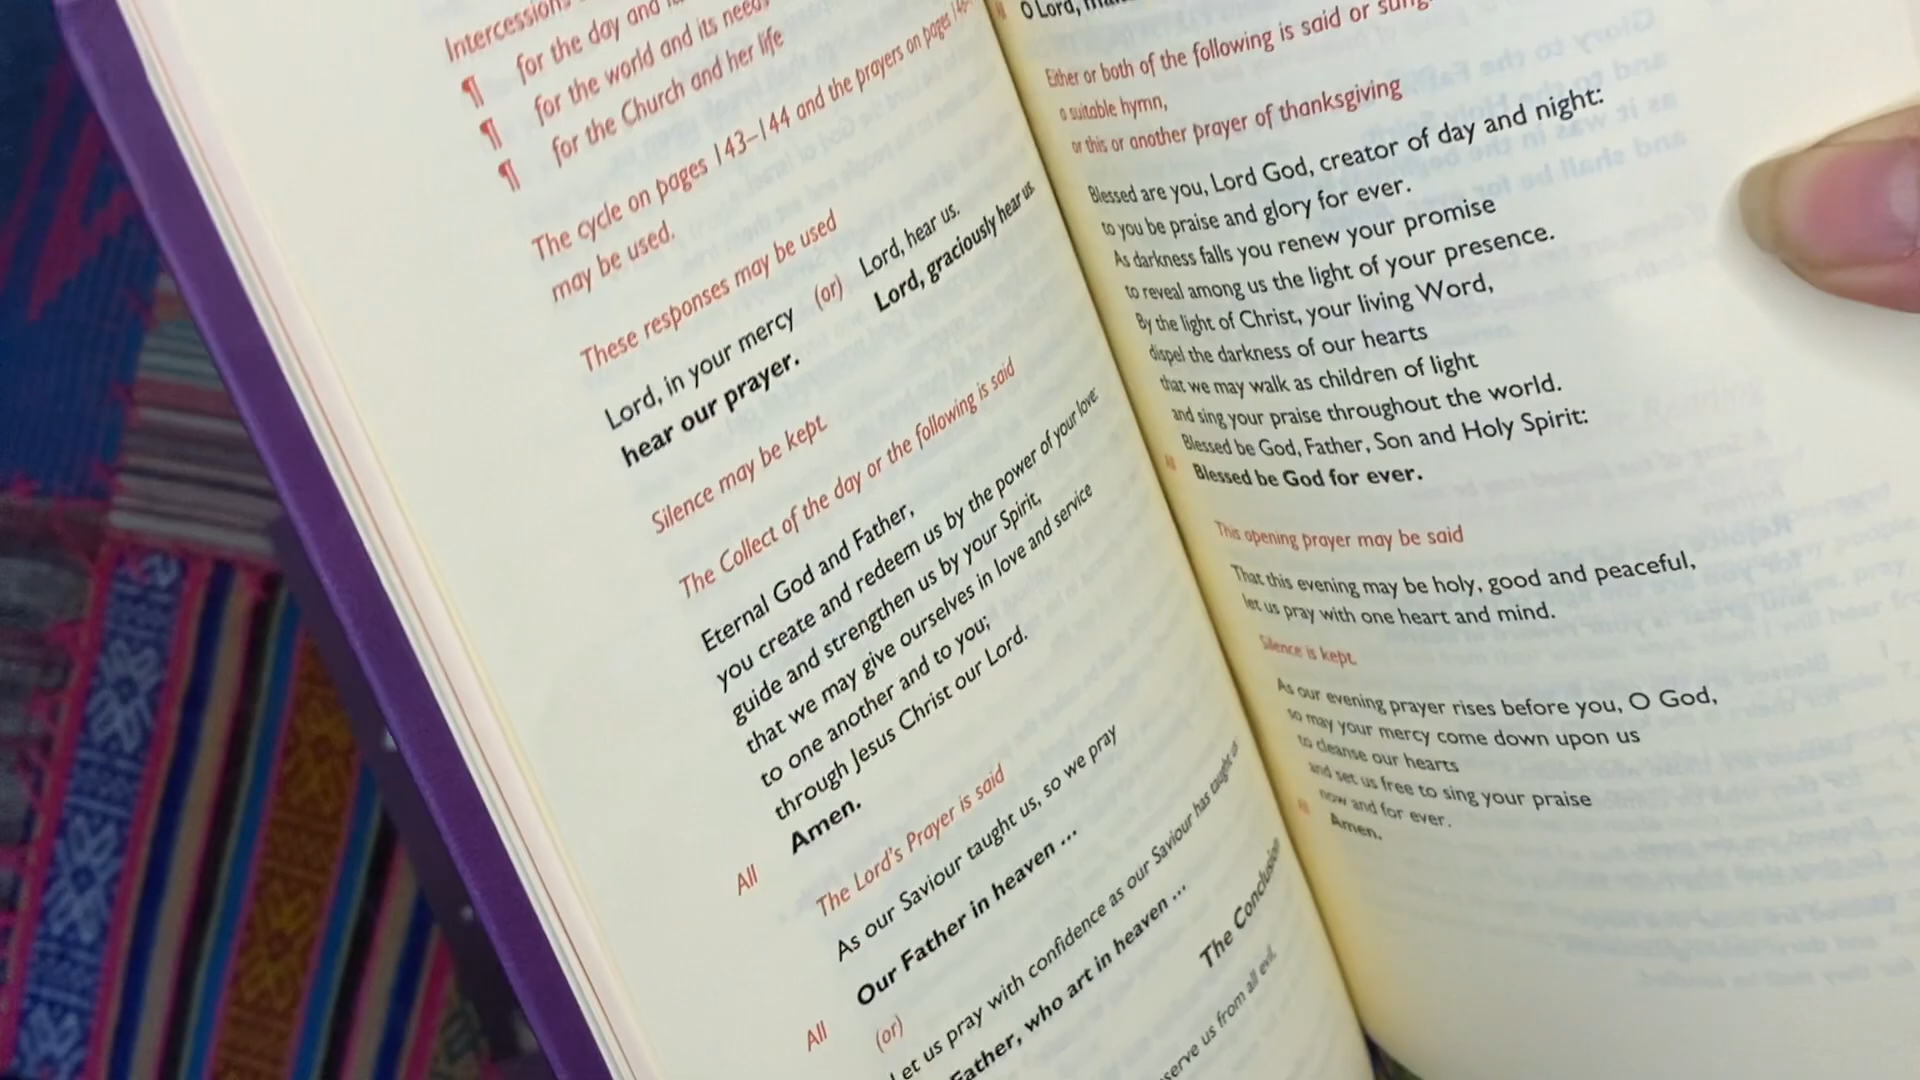 Intercessions
¶ for the day and
¶ for the world and its needs
¶ for the Church and her life
The cycle on pages 143–144 and the prayers on pages
may be used.
These responses may be used
Lord, in your mercy (or) Lord, hear us.
hear our prayer. Lord, graciously hear us.
Silence may be kept.
The Collect of the day or the following is said
Eternal God and Father,
you create and redeem us by the power of your love:
guide and strengthen us by your Spirit,
that we may give ourselves in love and service
to one another and to you;
through Jesus Christ our Lord.
All Amen.
The Lord's Prayer is said
As our Saviour taught us, so we pray
All Our Father in heaven ...
(or)
Let us pray with confidence as our Saviour has taught us
Father, who art in heaven ...
The Conclusion
serve us from all evil,
O Lord,
Either or both of the following is said or sung
a suitable hymn,
or this or another prayer of thanksgiving
Blessed are you, Lord God, creator of day and night:
to you be praise and glory for ever.
As darkness falls you renew your promise
to reveal among us the light of your presence.
By the light of Christ, your living Word,
dispel the darkness of our hearts
that we may walk as children of light
and sing your praise throughout the world.
Blessed be God, Father, Son and Holy Spirit:
All Blessed be God for ever.
This opening prayer may be said
That this evening may be holy, good and peaceful,
let us pray with one heart and mind.
Silence is kept.
As our evening prayer rises before you, O God,
so may your mercy come down upon us
to cleanse our hearts
and set us free to sing your praise
now and for ever.
All Amen.